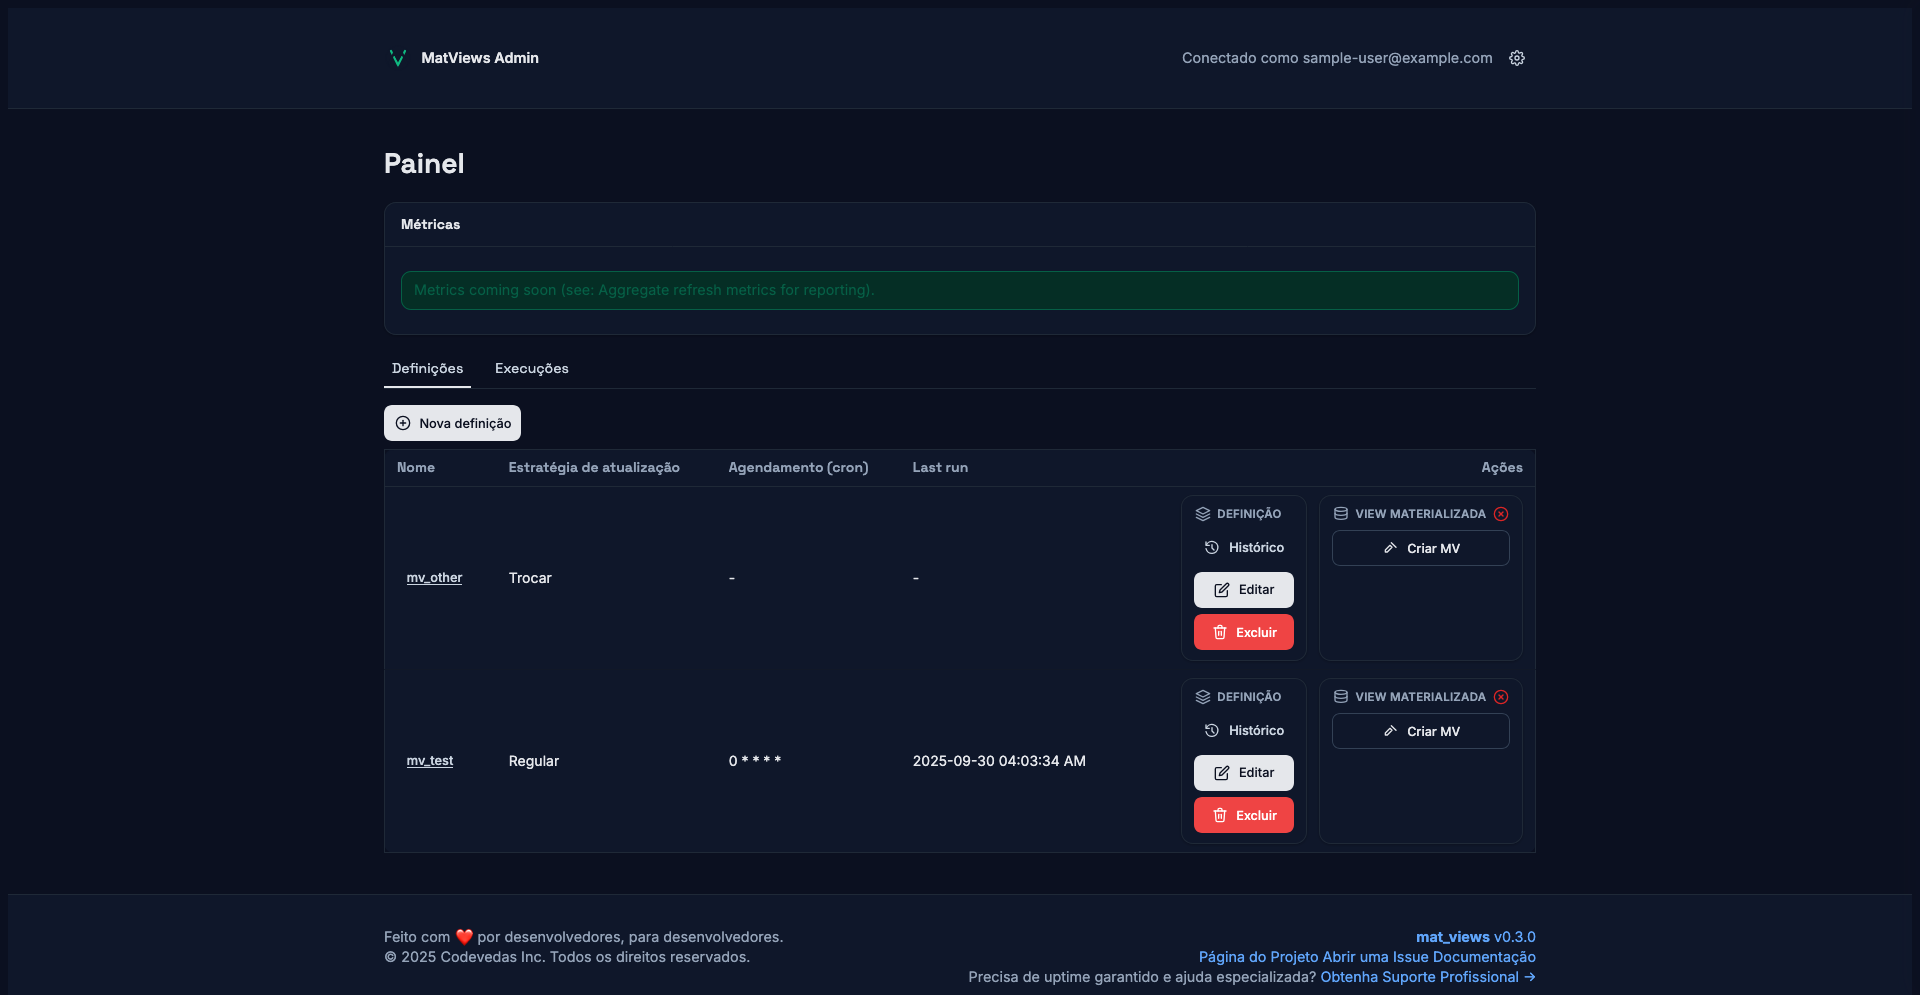 MatViews Admin
Conectado como sample-user@example.com
Painel
Métricas
Metrics coming soon (see: Aggregate refresh metrics for reporting).
Definições Execuções
Nova definição
Nome Estratégia de atualização Agendamento (cron) Last run Ações
DEFINIÇÃO VIEW MATERIALIZADA
Histórico Criar MV
mv_other Trocar - -
Editar
Excluir
DEFINIÇÃO VIEW MATERIALIZADA
Histórico Criar MV
mv_test Regular 0 * * * * 2025-09-30 04:03:34 AM
Editar
Excluir
Feito com ❤️ por desenvolvedores, para desenvolvedores.
© 2025 Codevedas Inc. Todos os direitos reservados.
mat_views v0.3.0
Página do Projeto Abrir uma Issue Documentação
Precisa de uptime garantido e ajuda especializada? Obtenha Suporte Profissional →